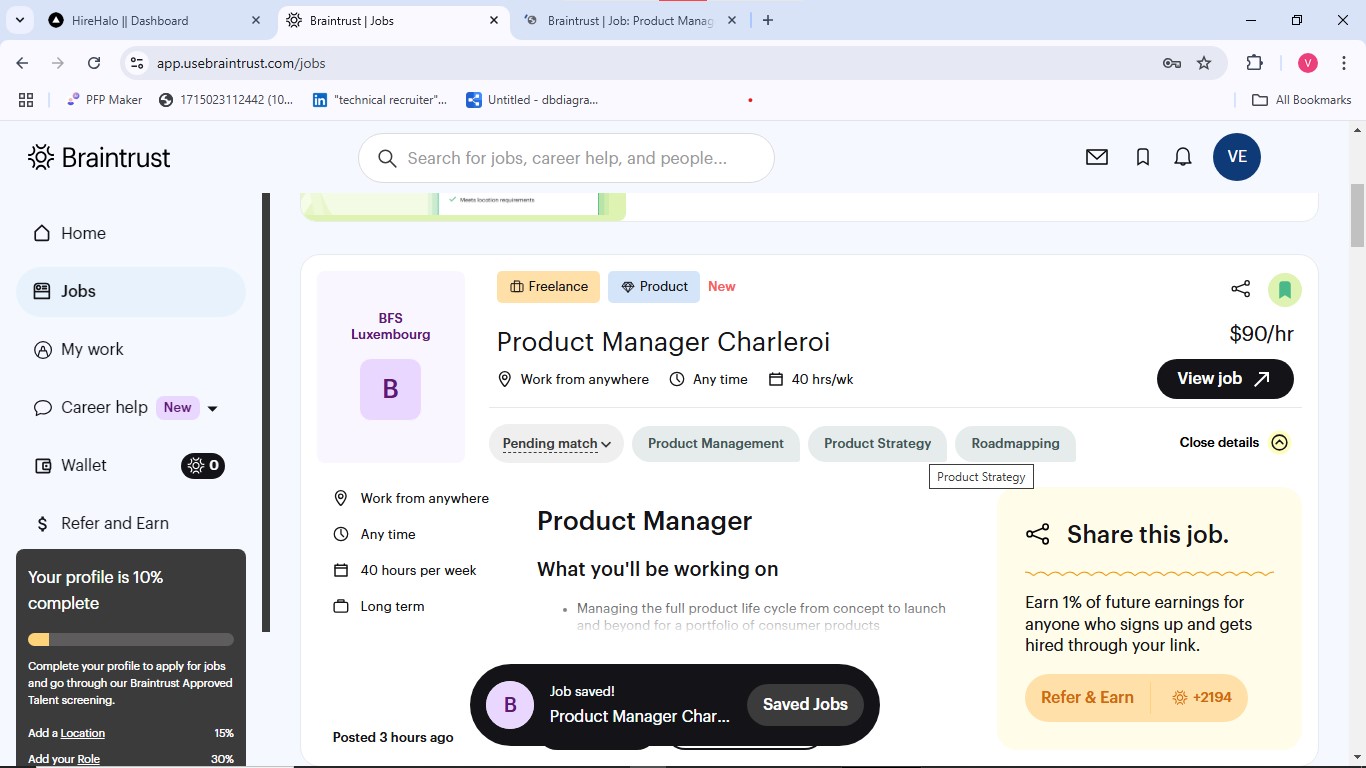 HireHalo || Dashboard
Braintrust | Jobs
Braintrust | Job: Product Manag
app.usebraintrust.com/jobs
V
PFP Maker
1715023112442 (10...
"technical recruiter"...
Untitled - dbdiagra...
All Bookmarks
Braintrust
Search for jobs, career help, and people...
VE
Meets location requirements
Home
Jobs
My work
Career help New
Wallet
0
Refer and Earn
Your profile is 10%
complete
Complete your profile to apply for jobs
and go through our Braintrust Approved
Talent screening.
Add a Location 15%
Add your Role 30%
BFS
Luxembourg
B
Freelance
Product
New
Product Manager Charleroi
$90/hr
Work from anywhere
Any time
40 hrs/wk
View job
Pending match
Product Management
Product Strategy
Roadmapping
Close details
Product Strategy
Work from anywhere
Any time
40 hours per week
Long term
Posted 3 hours ago
Product Manager
What you'll be working on
• Managing the full product life cycle from concept to launch
and beyond for a portfolio of consumer products
Share this job.
Earn 1% of future earnings for
anyone who signs up and gets
hired through your link.
Refer & Earn
+2194
B
Job saved!
Product Manager Char...
Saved Jobs